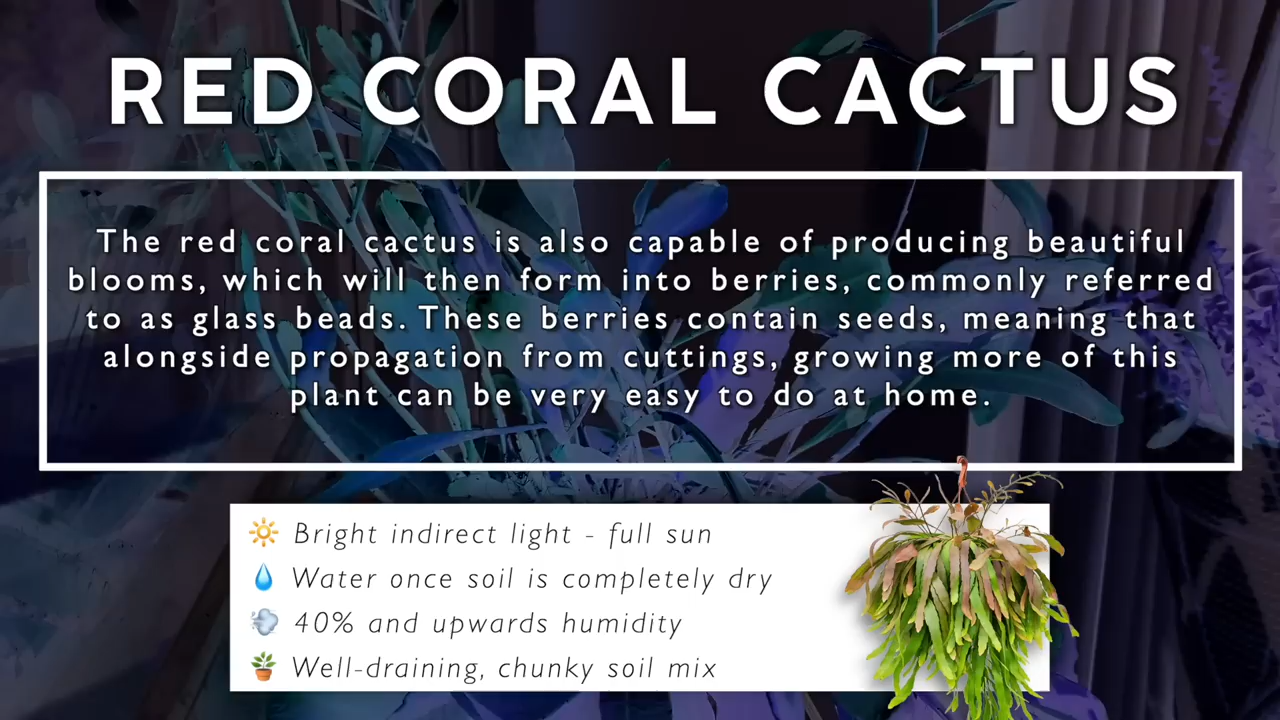 RED CORAL CACTUS
The red coral cactus is also capable of producing beautiful
blooms, which will then form into berries, commonly referred
to as glass beads. These berries contain seeds, meaning that
alongside propagation from cuttings, growing more of this
plant can be very easy to do at home.
Bright indirect light - full sun
Water once soil is completely dry
40% and upwards humidity
Well-draining, chunky soil mix